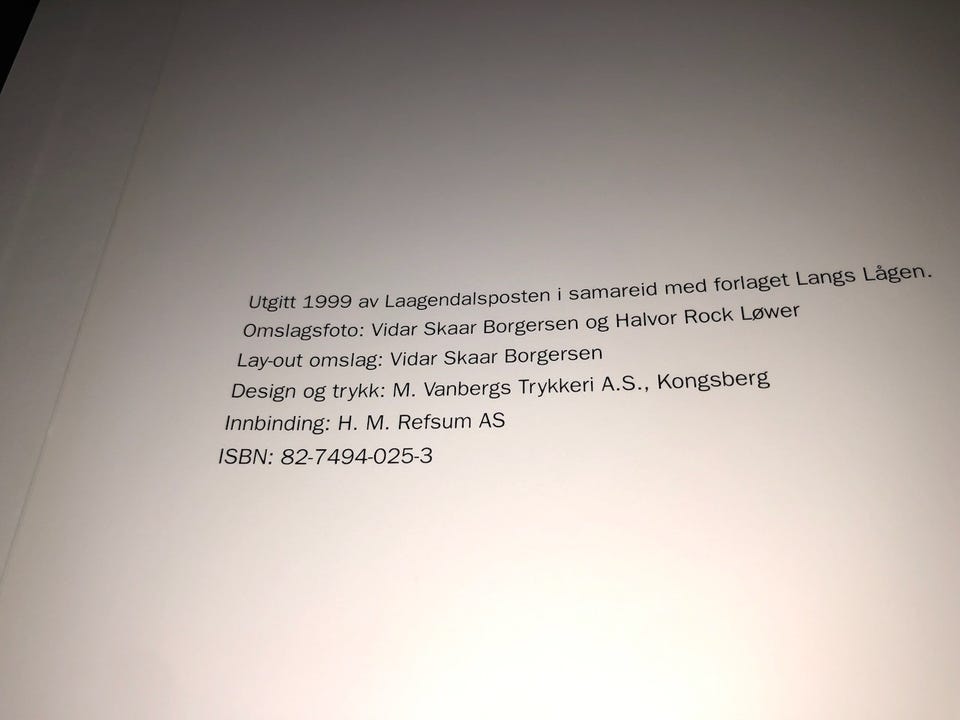 Utgitt 1999 av Laagendalsposten i samareid med forlaget Langs Lågen.
Omslagsfoto: Vidar Skaar Borgersen og Halvor Rock Løwer
Lay-out omslag: Vidar Skaar Borgersen
Design og trykk: M. Vanbergs Trykkeri A.S., Kongsberg
Innbinding: H. M. Refsum AS
ISBN: 82-7494-025-3